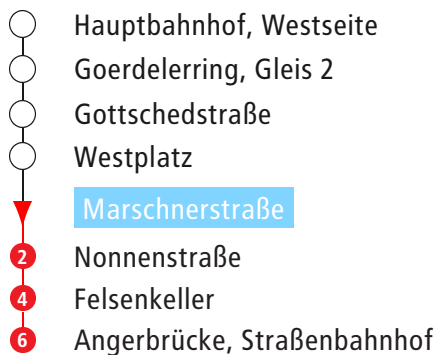 Hauptbahnhof, Westseite
Goerdelerring, Gleis 2
Gottschedstraße
Westplatz
Marschnerstraße
2 Nonnenstraße
4 Felsenkeller
6 Angerbrücke, Straßenbahnhof